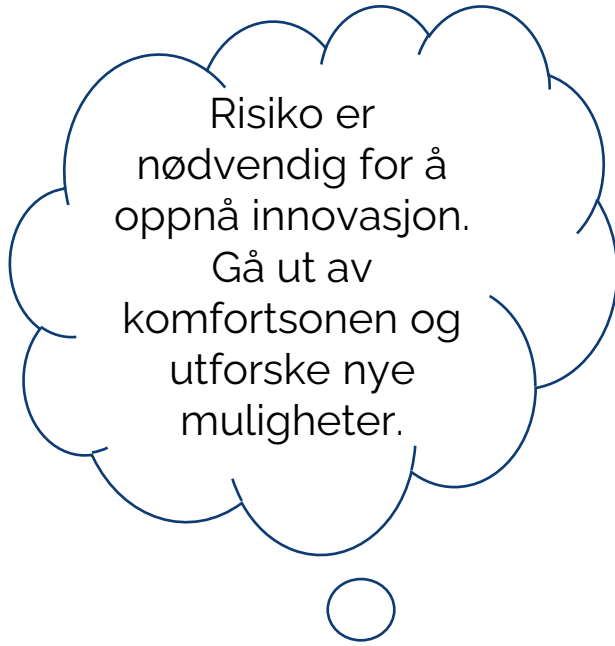 Risiko er
nødvendig for å
oppnå innovasjon.
Gå ut av
komfortsonen og
utforske nye
muligheter.